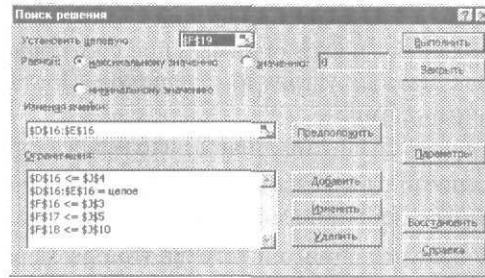 Поиск решения
Установить целевую: $F$19
Выполнить
Равной: максимальному значению значению: 0
Закрыть
минимальному значению
Изменяя ячейки:
$D$16:$E$16
Предположить
Ограничения:
Параметры
$D$16 <= $J$4
Добавить
$D$16:$E$16 = целое
$F$16 <= $J$3
Изменить
$F$17 <= $J$5
Восстановить
$F$18 <= $J$10
Удалить
Справка